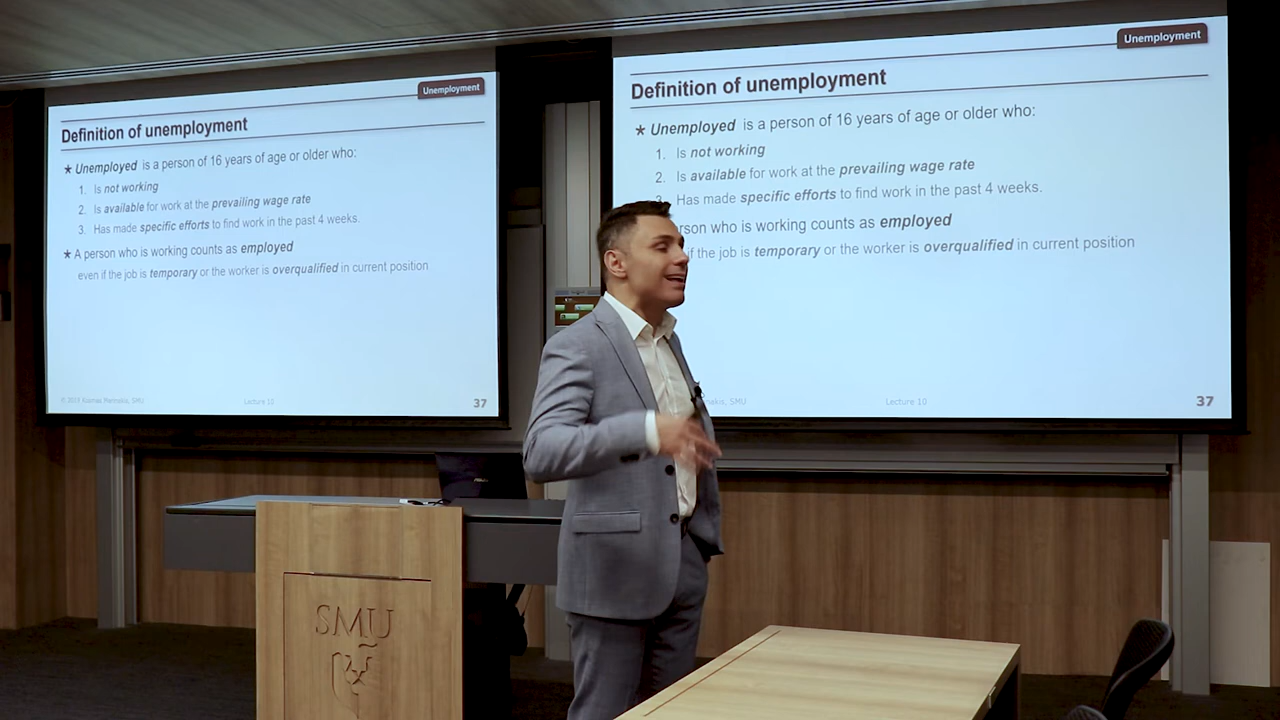 Unemployment
Definition of unemployment
★ Unemployed is a person of 16 years of age or older who:
1. Is not working
2. Is available for work at the prevailing wage rate
3. Has made specific efforts to find work in the past 4 weeks.
★ A person who is working counts as employed
even if the job is temporary or the worker is overqualified in current position
SMU
Lecture 10
37
Unemployment
Definition of unemployment
★ Unemployed is a person of 16 years of age or older who:
1. Is not working
2. Is available for work at the prevailing wage rate
Has made specific efforts to find work in the past 4 weeks.
rson who is working counts as employed
if the job is temporary or the worker is overqualified in current position
SMU
Lecture 10
37
SMU